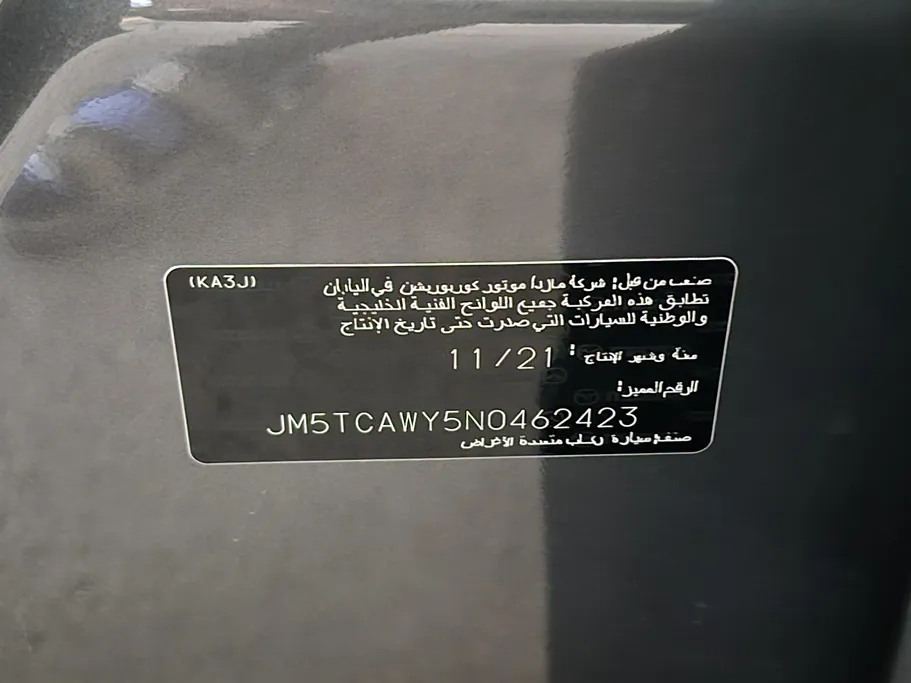 (KA3J)
صنعت من قبل: شركة مازدا موتور كوربوريشن في اليابان
تطابق هذه المركبة جميع اللوائح الفنية الخليجية
والوطنية للسيارات التي صدرت حتى تاريخ الإنتاج
سنة وشهر الإنتاج : 11/21
الرقم المميز:
JM5TCAWY5N0462423
صنف: سيارة ركاب متعددة الأغراض